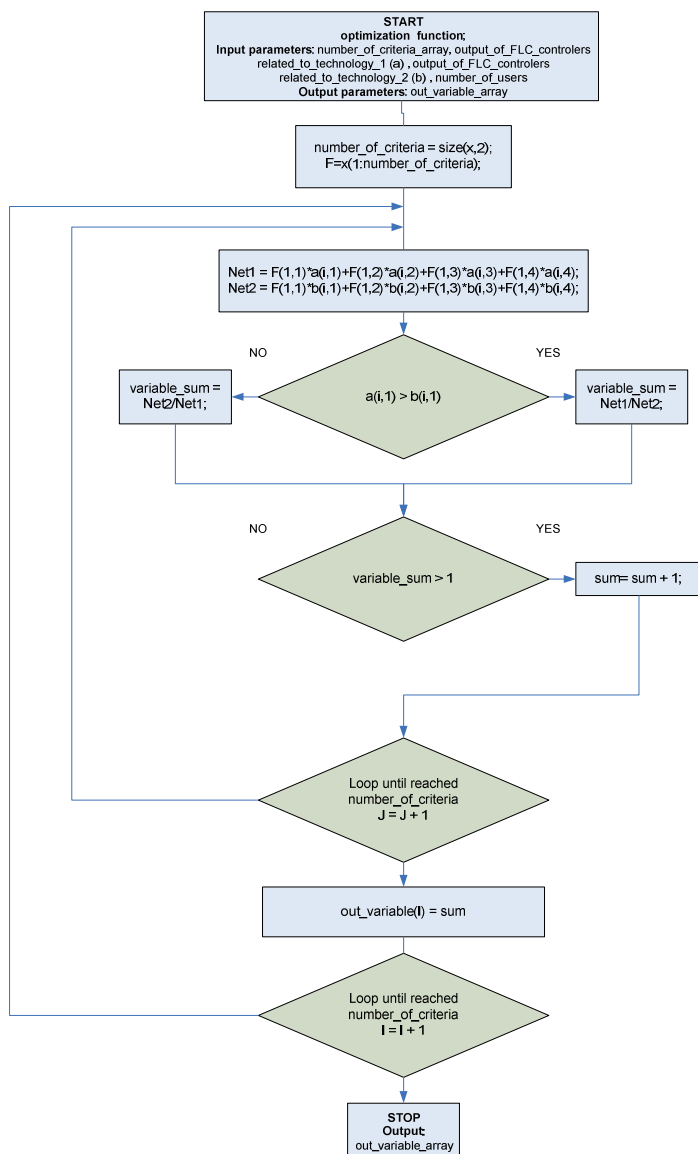 START
optimization function;
Input parameters: number_of_criteria_array, output_of_FLC_controlers
related_to_technology_1 (a) , output_of_FLC_controlers
related_to_technology_2 (b) , number_of_users
Output parameters: out_variable_array
number_of_criteria = size(x,2);
F=x(1:number_of_criteria);
Net1 = F(1,1)*a(i,1)+F(1,2)*a(i,2)+F(1,3)*a(i,3)+F(1,4)*a(i,4);
Net2 = F(1,1)*b(i,1)+F(1,2)*b(i,2)+F(1,3)*b(i,3)+F(1,4)*b(i,4);
NO
YES
variable_sum =
Net2/Net1;
a(i,1) > b(i,1)
variable_sum =
Net1/Net2;
NO
YES
variable_sum > 1
sum= sum + 1;
Loop until reached
number_of_criteria
J = J + 1
out_variable(I) = sum
Loop until reached
number_of_criteria
I = I + 1
STOP
Output:
out_variable_array